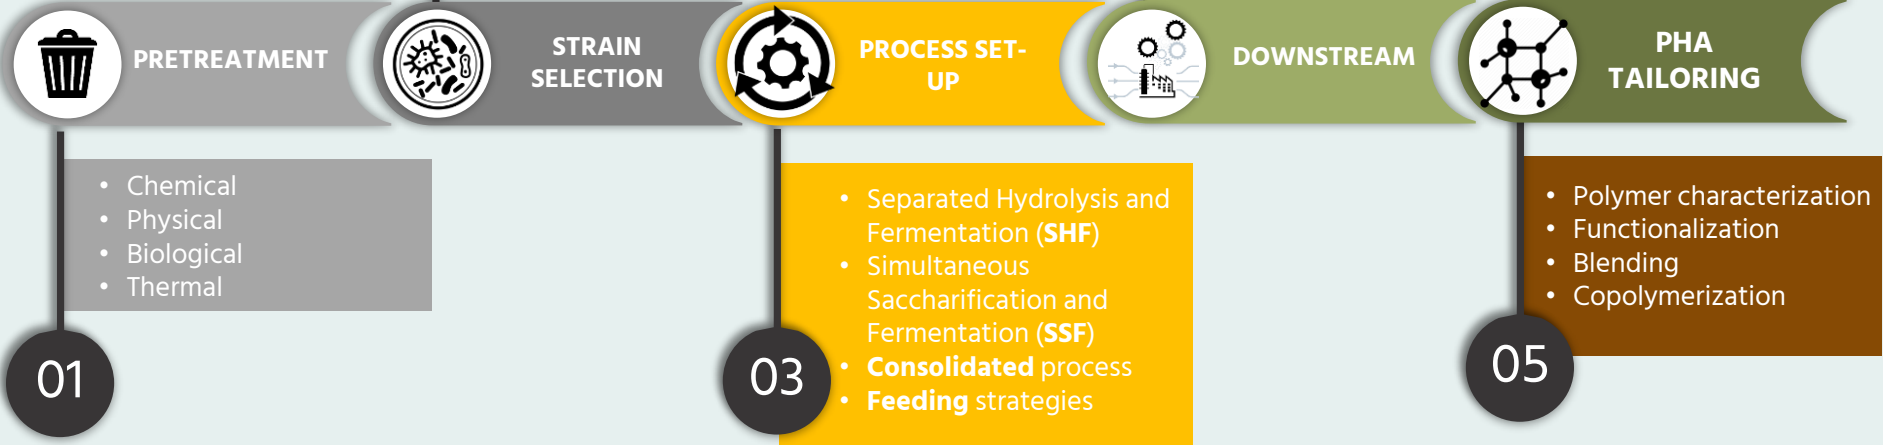 PRETREATMENT
STRAIN
SELECTION
PROCESS SET-
UP
DOWNSTREAM
PHA
TAILORING
• Chemical
• Physical
• Biological
• Thermal
01
• Separated Hydrolysis and
Fermentation (SHF)
• Simultaneous
Saccharification and
Fermentation (SSF)
• Consolidated process
• Feeding strategies
03
• Polymer characterization
• Functionalization
• Blending
• Copolymerization
05